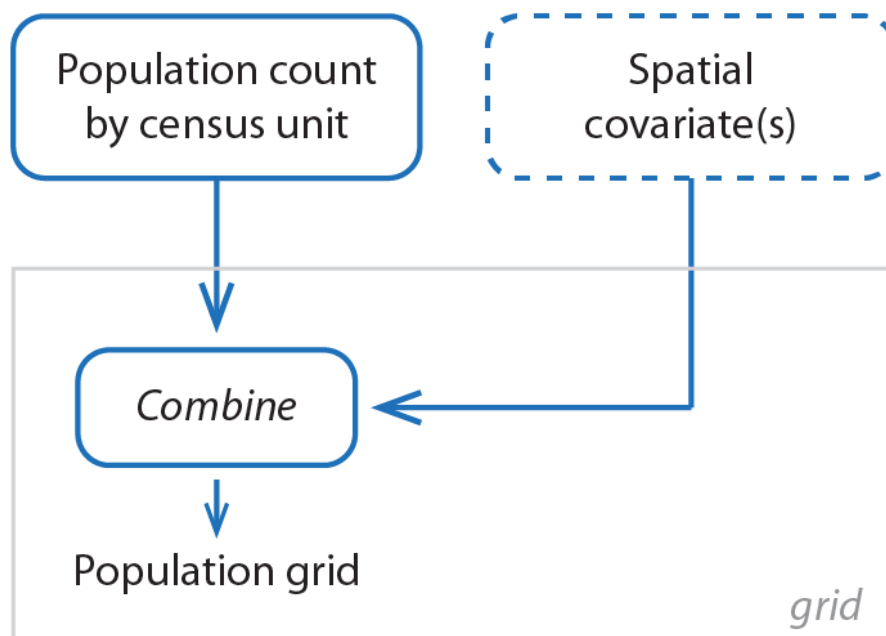 Population count
by census unit
Spatial
covariate(s)
Combine
Population grid
grid